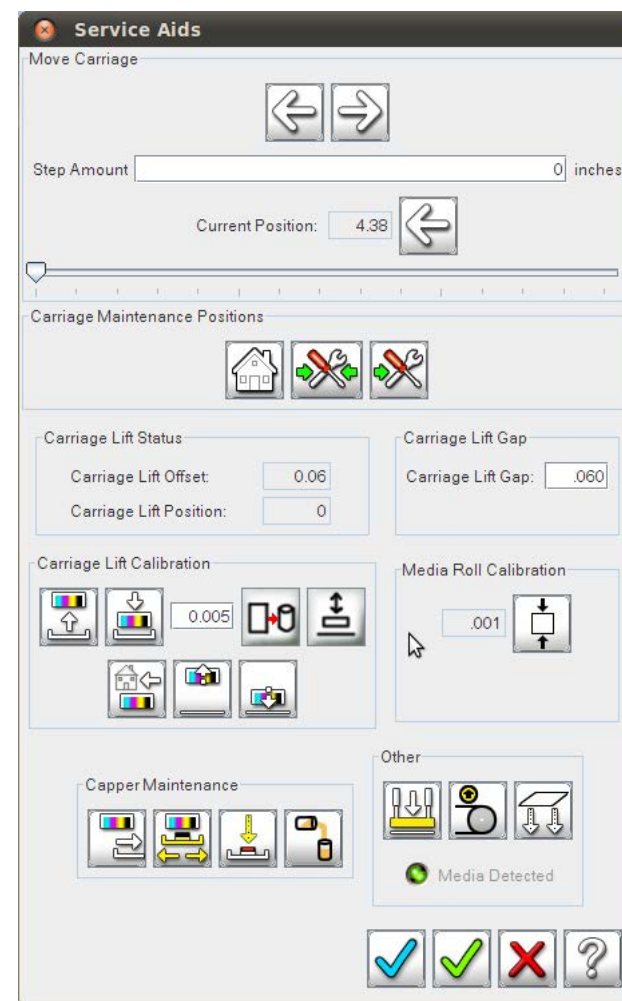 Service Aids
Move Carriage
Step Amount 0 inches
Current Position: 4.38
Carriage Maintenance Positions
Carriage Lift Status
Carriage Lift Offset: 0.06
Carriage Lift Position: 0
Carriage Lift Gap
Carriage Lift Gap: .060
Carriage Lift Calibration
0.005
Media Roll Calibration
.001
Capper Maintenance
Other
Media Detected